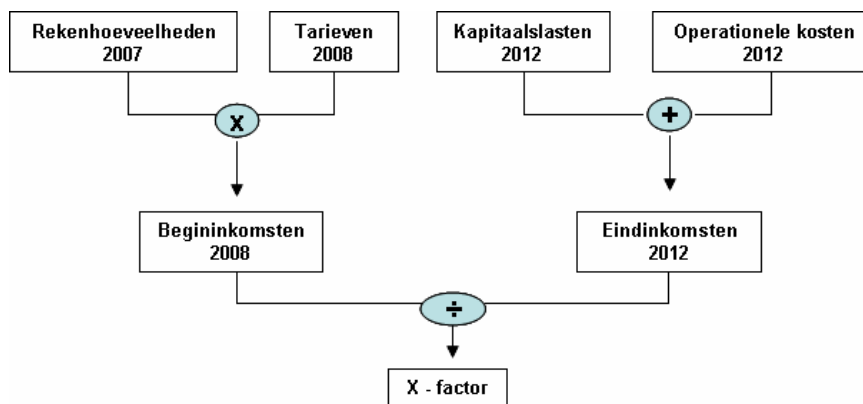 Rekenhoeveelheden
2007
Tarieven
2008
Kapitaalslasten
2012
Operationele kosten
2012
x
+
Begininkomsten
2008
Eindinkomsten
2012
÷
X - factor